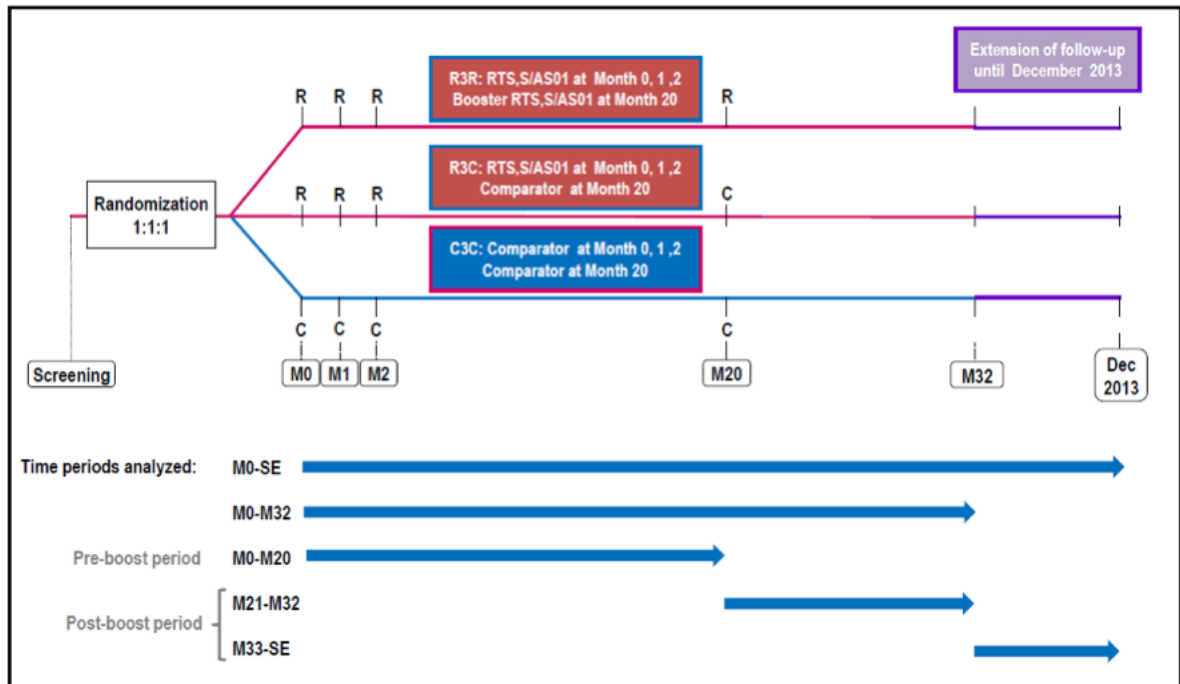 Extension of follow-up
until December 2013
R3R: RTS,S/AS01 at Month 0, 1 ,2
Booster RTS,S/AS01 at Month 20
R R R R
R3C: RTS,S/AS01 at Month 0, 1 ,2
Comparator at Month 20
Randomization
1:1:1
R R R C
C3C: Comparator at Month 0, 1 ,2
Comparator at Month 20
C C C C
Screening M0 M1 M2 M20 M32 Dec
2013
Time periods analyzed: M0-SE
M0-M32
Pre-boost period M0-M20
M21-M32
Post-boost period
M33-SE